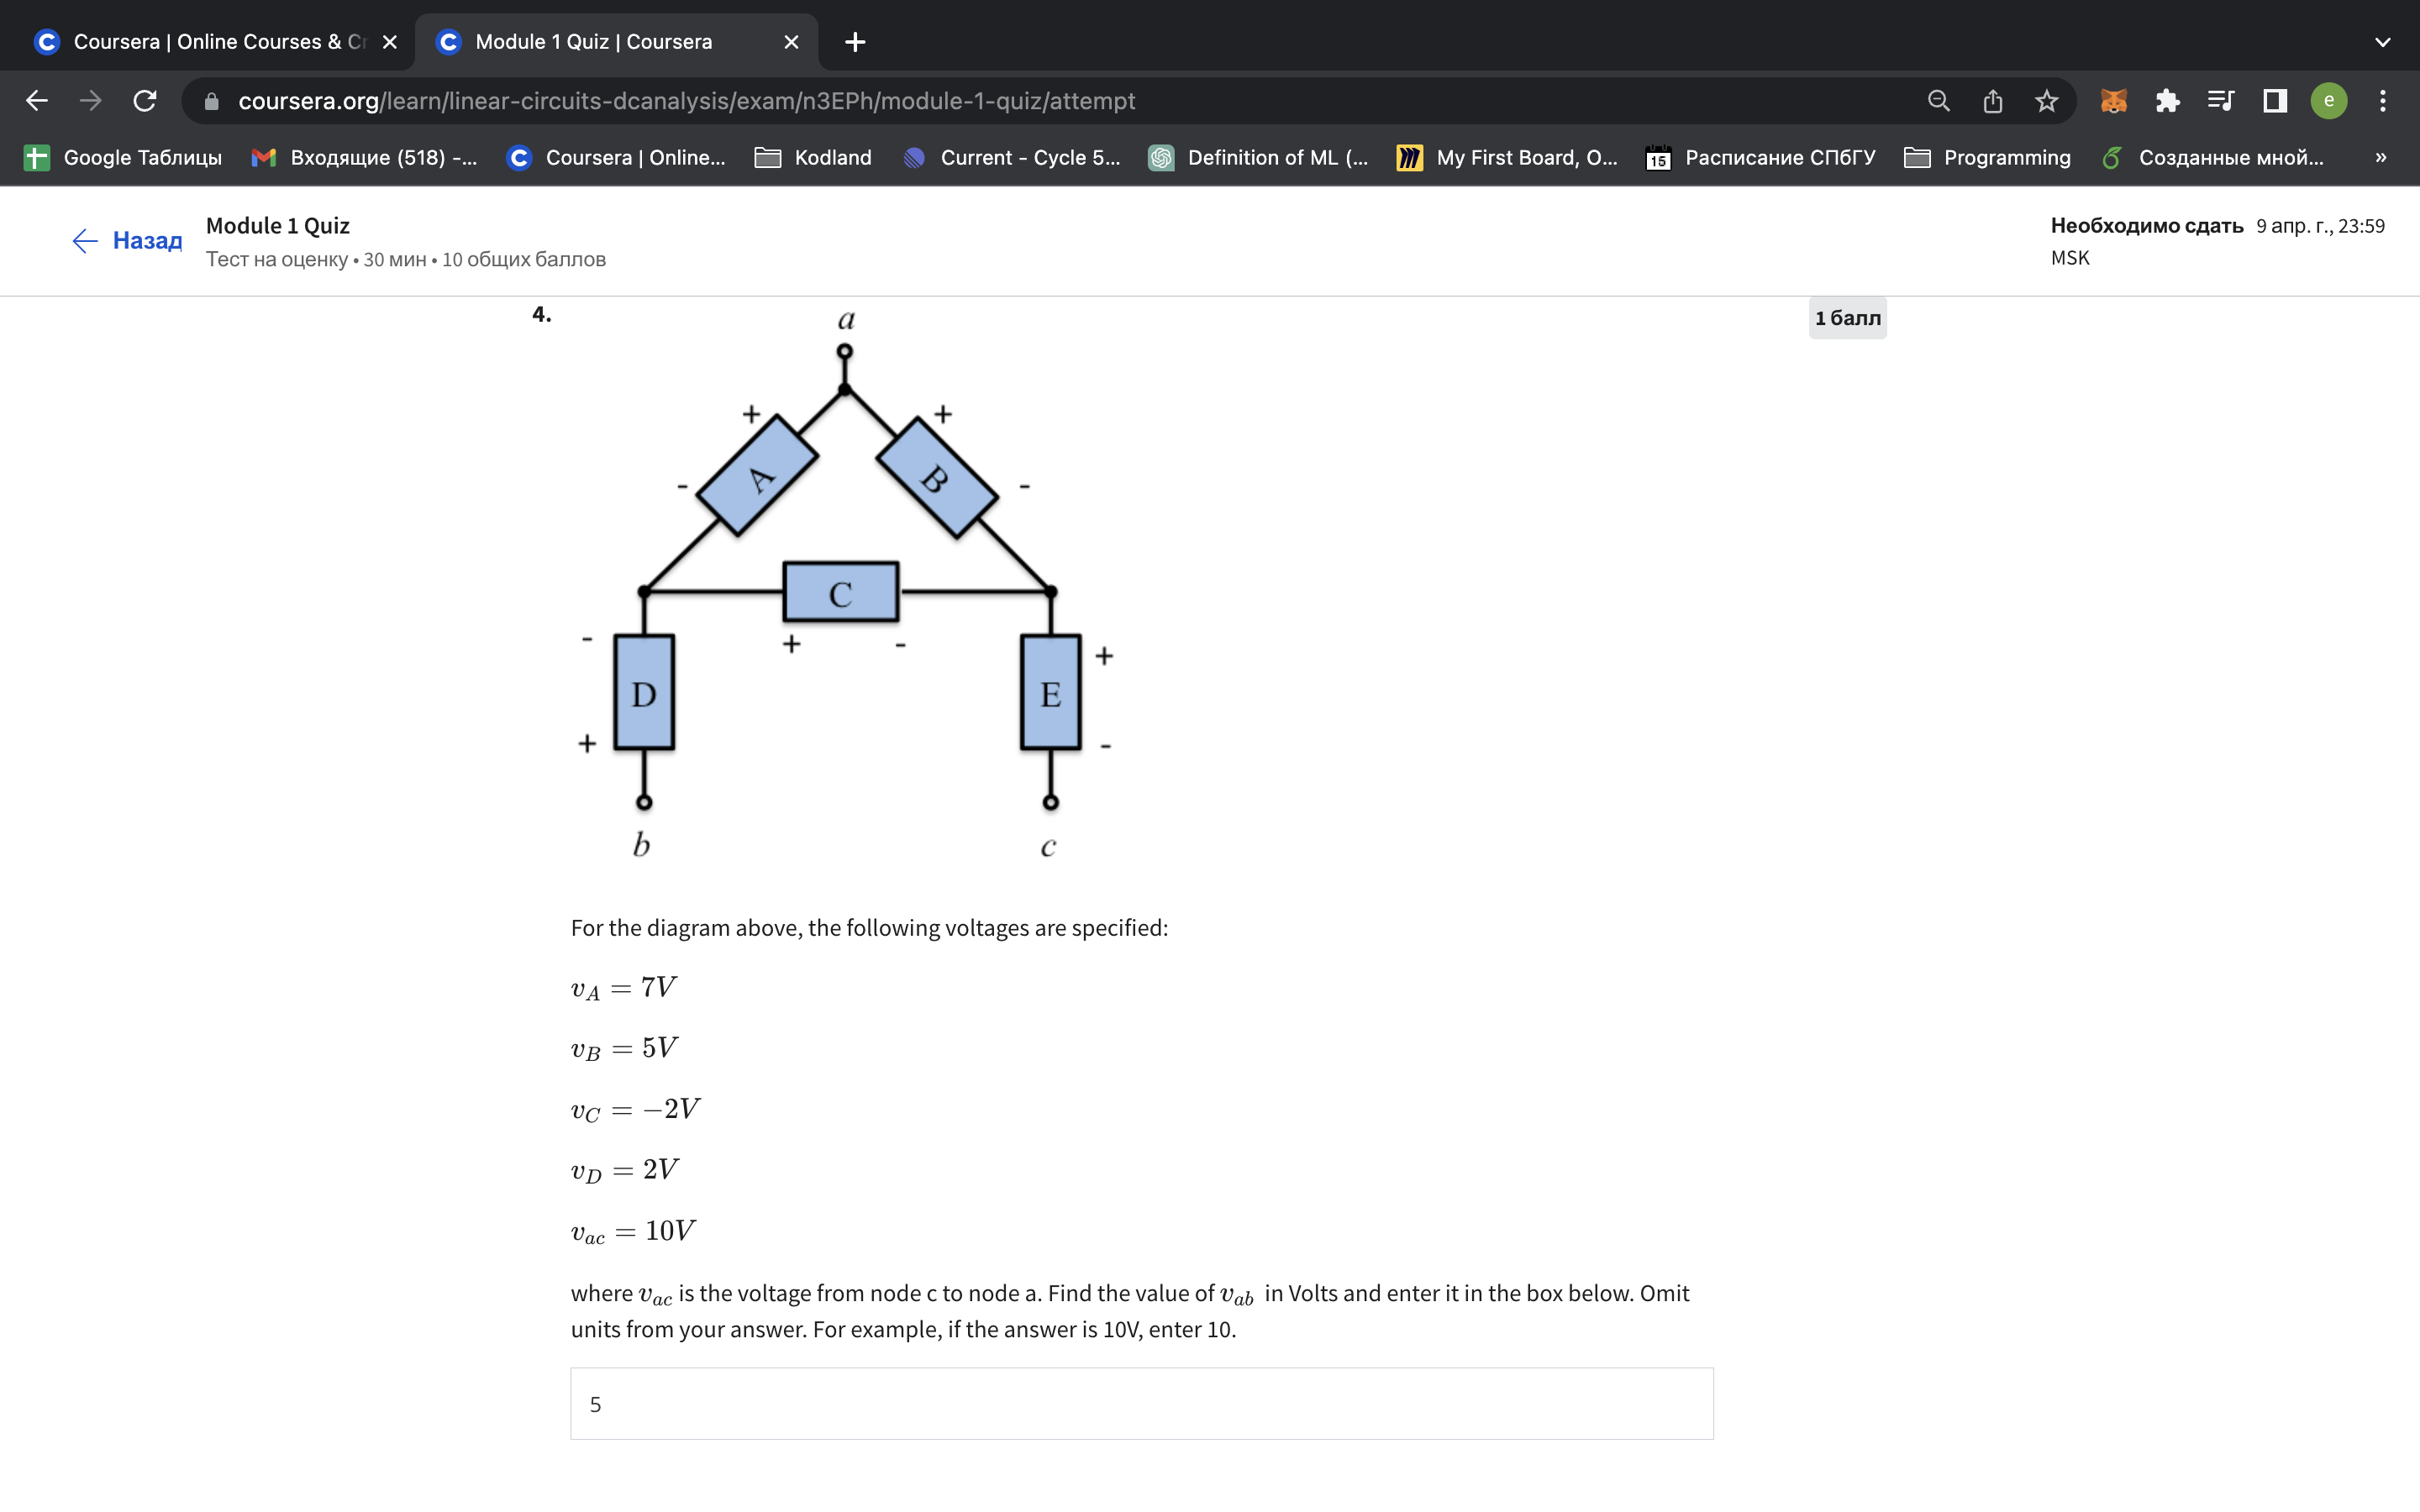 Coursera | Online Courses & Cr
Module 1 Quiz | Coursera
coursera.org/learn/linear-circuits-dcanalysis/exam/n3EPh/module-1-quiz/attempt
e
Google Таблицы
Входящие (518) -...
Coursera | Online...
Kodland
Current - Cycle 5...
Definition of ML (...
My First Board, O...
15
Расписание СПбГУ
Programming
Созданные мной...
»
Назад
Module 1 Quiz
Тест на оценку • 30 мин • 10 общих баллов
Необходимо сдать 9 апр. г., 23:59
MSK
4.
1 балл
a
+ +
A B
- -
C
- + - +
D E
+ -
b c
For the diagram above, the following voltages are specified:
v_A = 7V
v_B = 5V
v_C = −2V
v_D = 2V
v_ac = 10V
where v_ac is the voltage from node c to node a. Find the value of v_ab in Volts and enter it in the box below. Omit
units from your answer. For example, if the answer is 10V, enter 10.
5